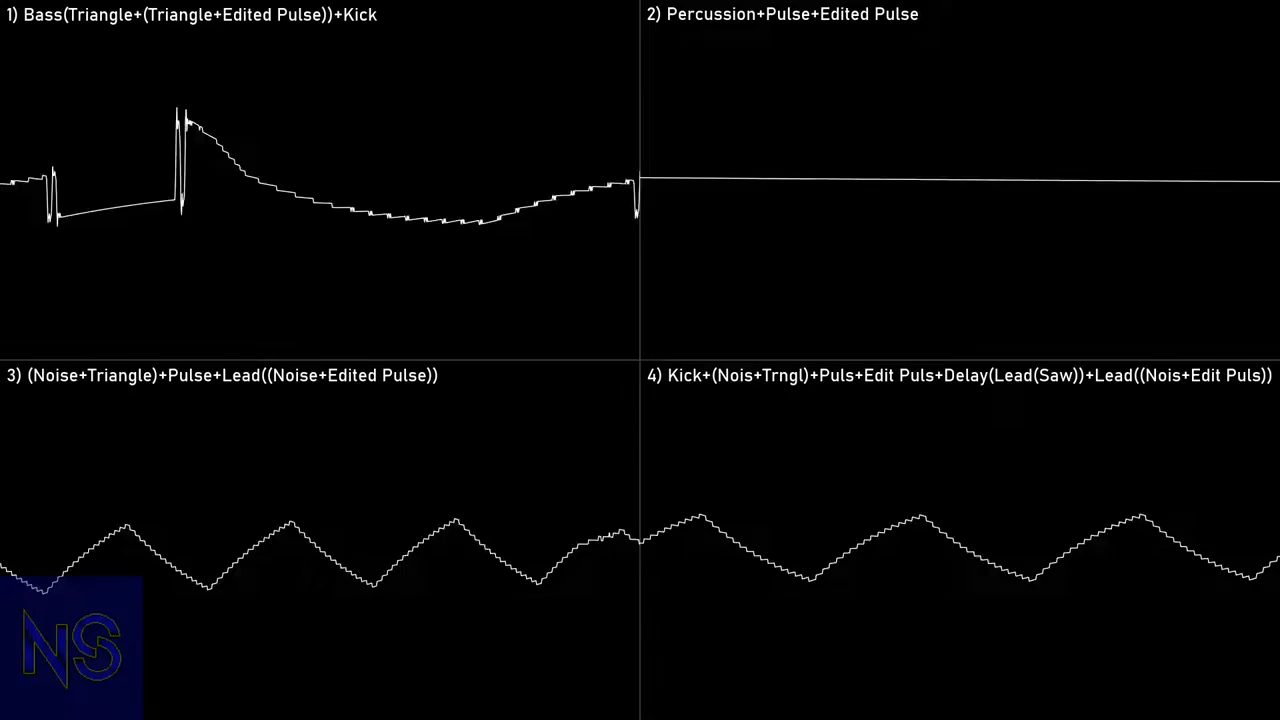 1) Bass(Triangle+(Triangle+Edited Pulse))+Kick
2) Percussion+Pulse+Edited Pulse
3) (Noise+Triangle)+Pulse+Lead((Noise+Edited Pulse))
4) Kick+(Nois+Trngl)+Puls+Edit Puls+Delay(Lead(Saw))+Lead((Nois+Edit Puls))
NS